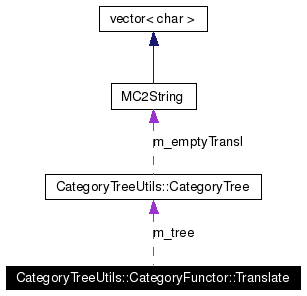 vector< char >
MC2String
m_emptyTransl
CategoryTreeUtils::CategoryTree
m_tree
CategoryTreeUtils::CategoryFunctor::Translate